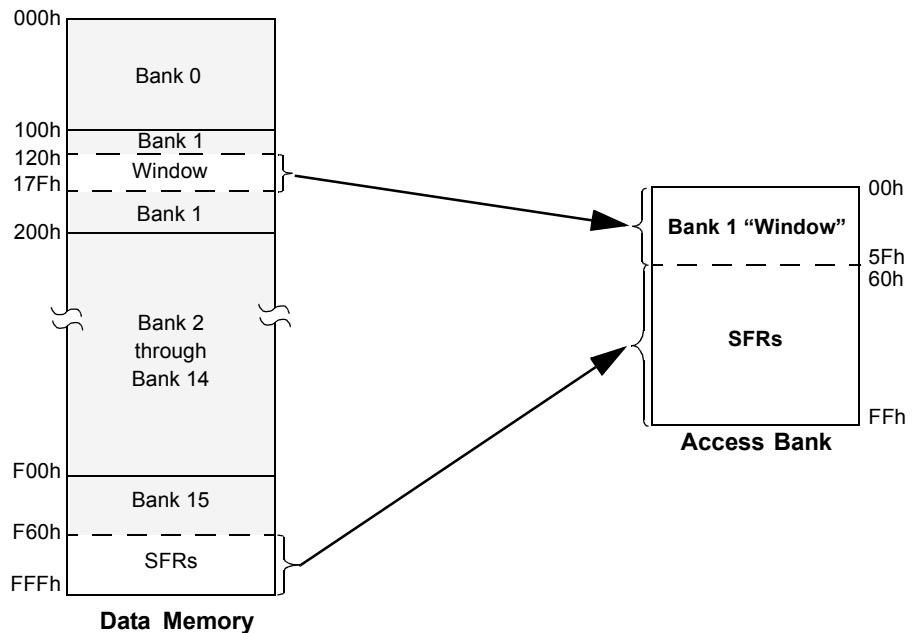 000h
Bank 0
100h
Bank 1
120h
Window
17Fh
Bank 1
200h
Bank 2
through
Bank 14
F00h
Bank 15
F60h
SFRs
FFFh
Data Memory
00h
Bank 1 “Window”
5Fh
60h
SFRs
FFh
Access Bank